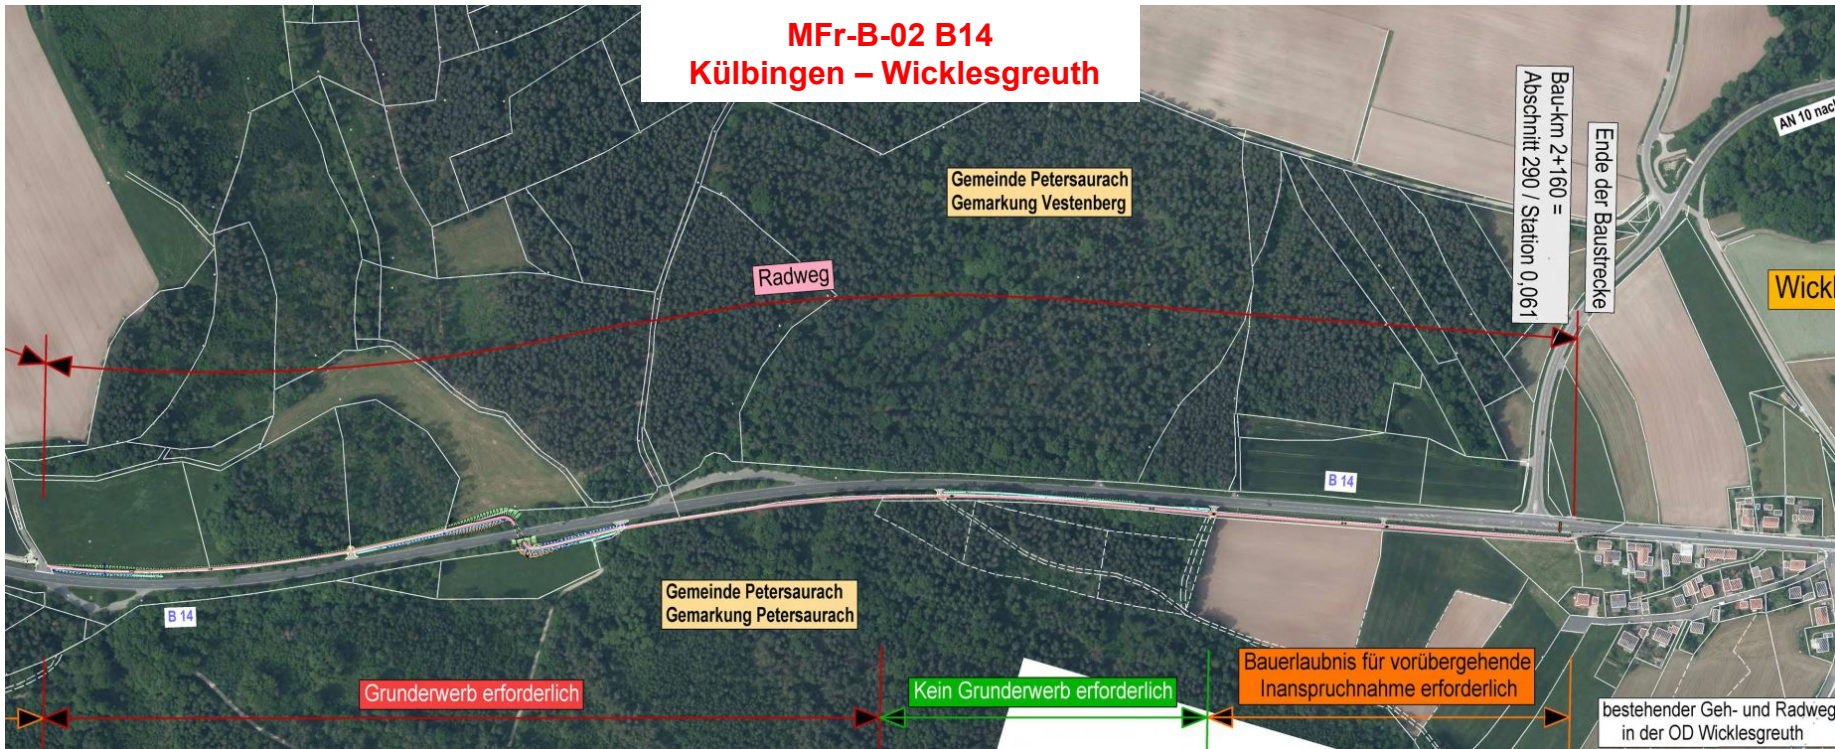 MFr-B-02 B14
Külbingen – Wicklesgreuth
Bau-km 2+160 =
Abschnitt 290 / Station 0,061
Ende der Baustrecke
AN 10 nach
Gemeinde Petersaurach
Gemarkung Vestenberg
Radweg
Wickl
B 14
Gemeinde Petersaurach
Gemarkung Petersaurach
B 14
Grunderwerb erforderlich
Kein Grunderwerb erforderlich
Bauerlaubnis für vorübergehende
Inanspruchnahme erforderlich
bestehender Geh- und Radweg
in der OD Wicklesgreuth